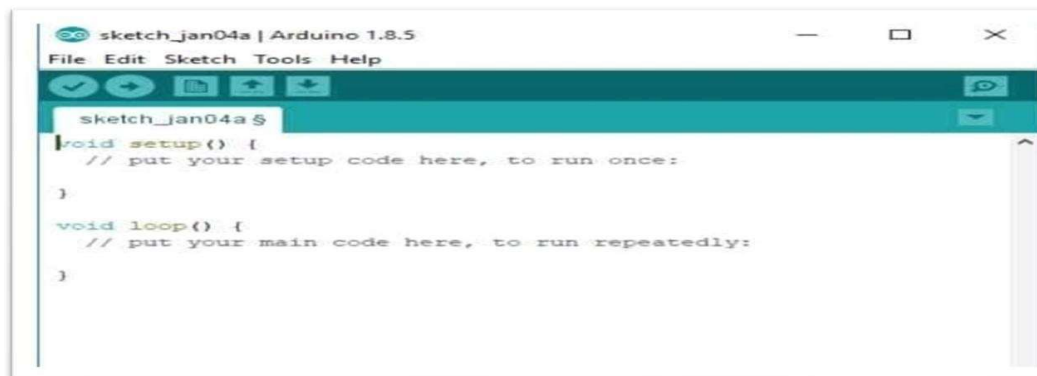 sketch_jan04a | Arduino 1.8.5
File Edit Sketch Tools Help
sketch_jan04a §
void setup() {
  // put your setup code here, to run once:
}
void loop() {
  // put your main code here, to run repeatedly:
}